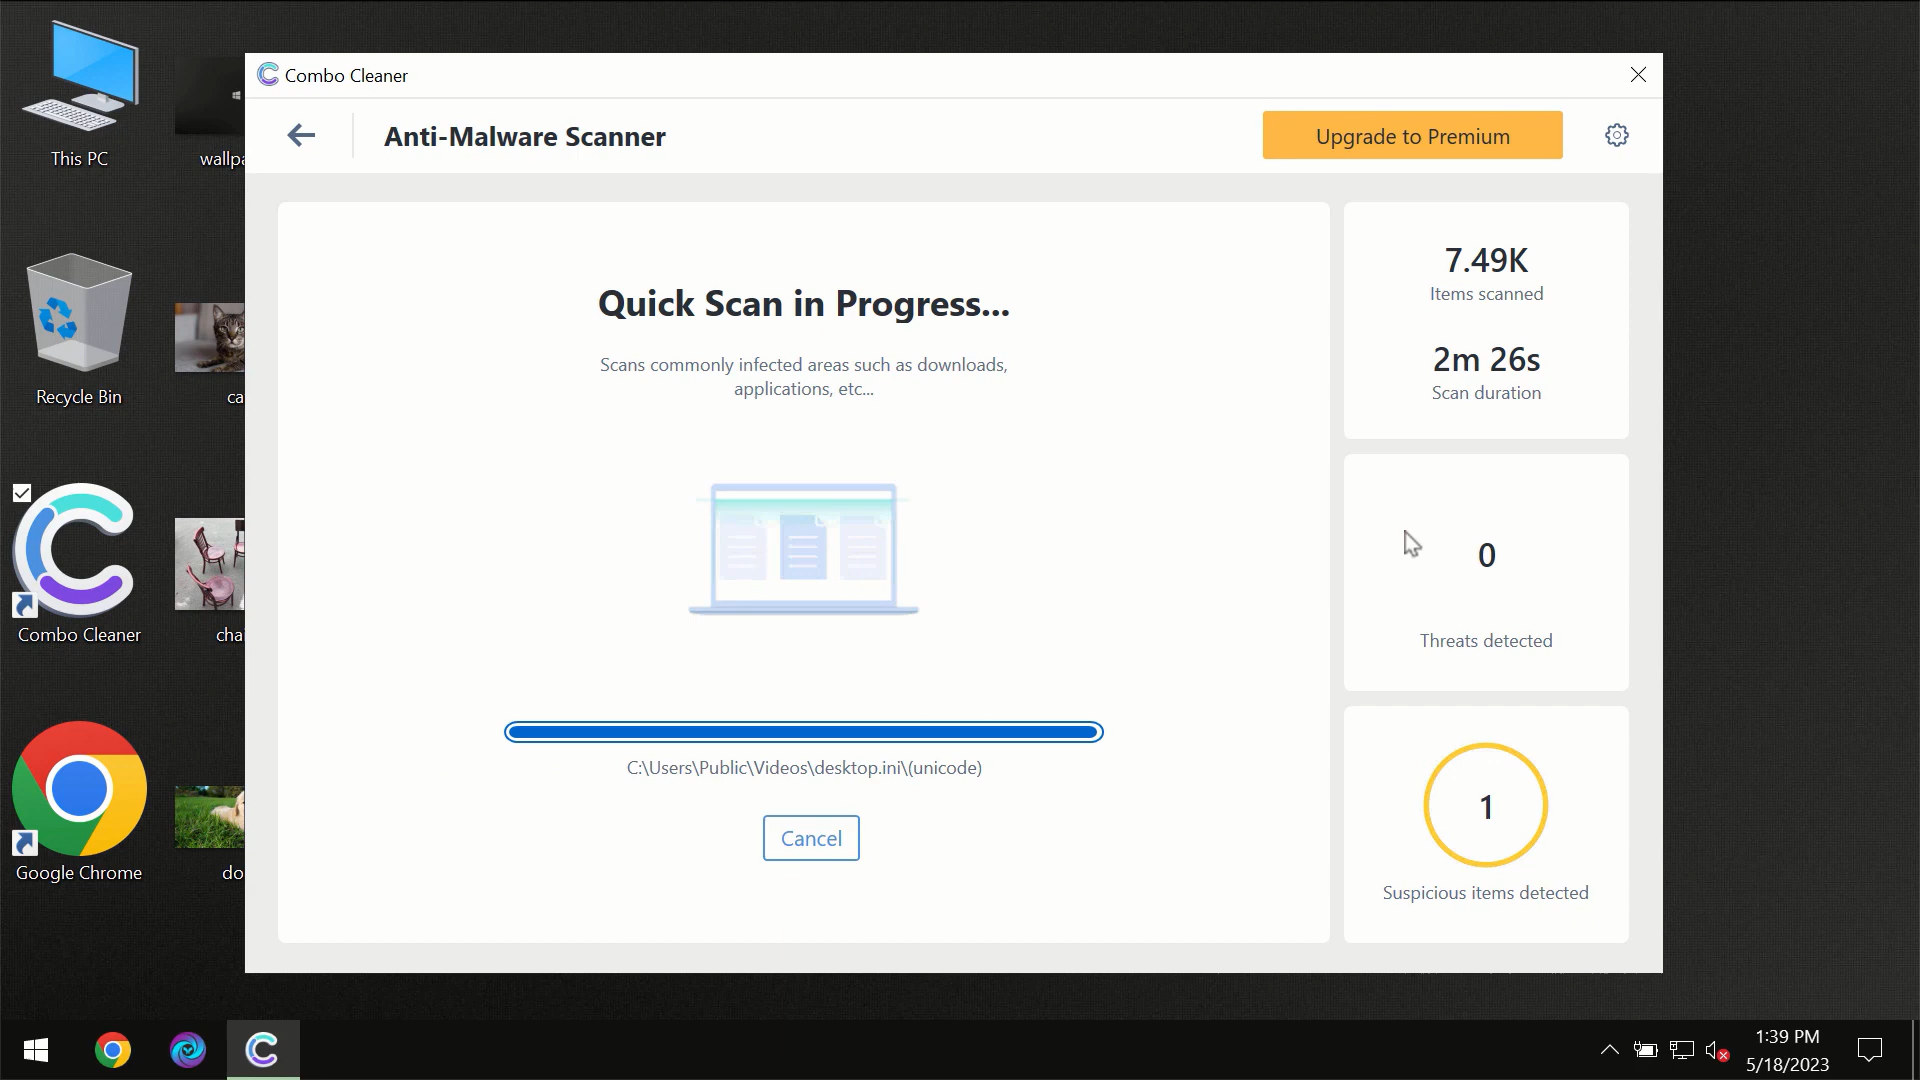 This PC
wallpa
Recycle Bin
ca
Combo Cleaner
chai
Google Chrome
do
Combo Cleaner
Anti-Malware Scanner
Upgrade to Premium
Quick Scan in Progress...
Scans commonly infected areas such as downloads,
applications, etc...
C:\Users\Public\Videos\desktop.ini\(unicode)
Cancel
7.49K
Items scanned
2m 26s
Scan duration
0
Threats detected
1
Suspicious items detected
1:39 PM
5/18/2023